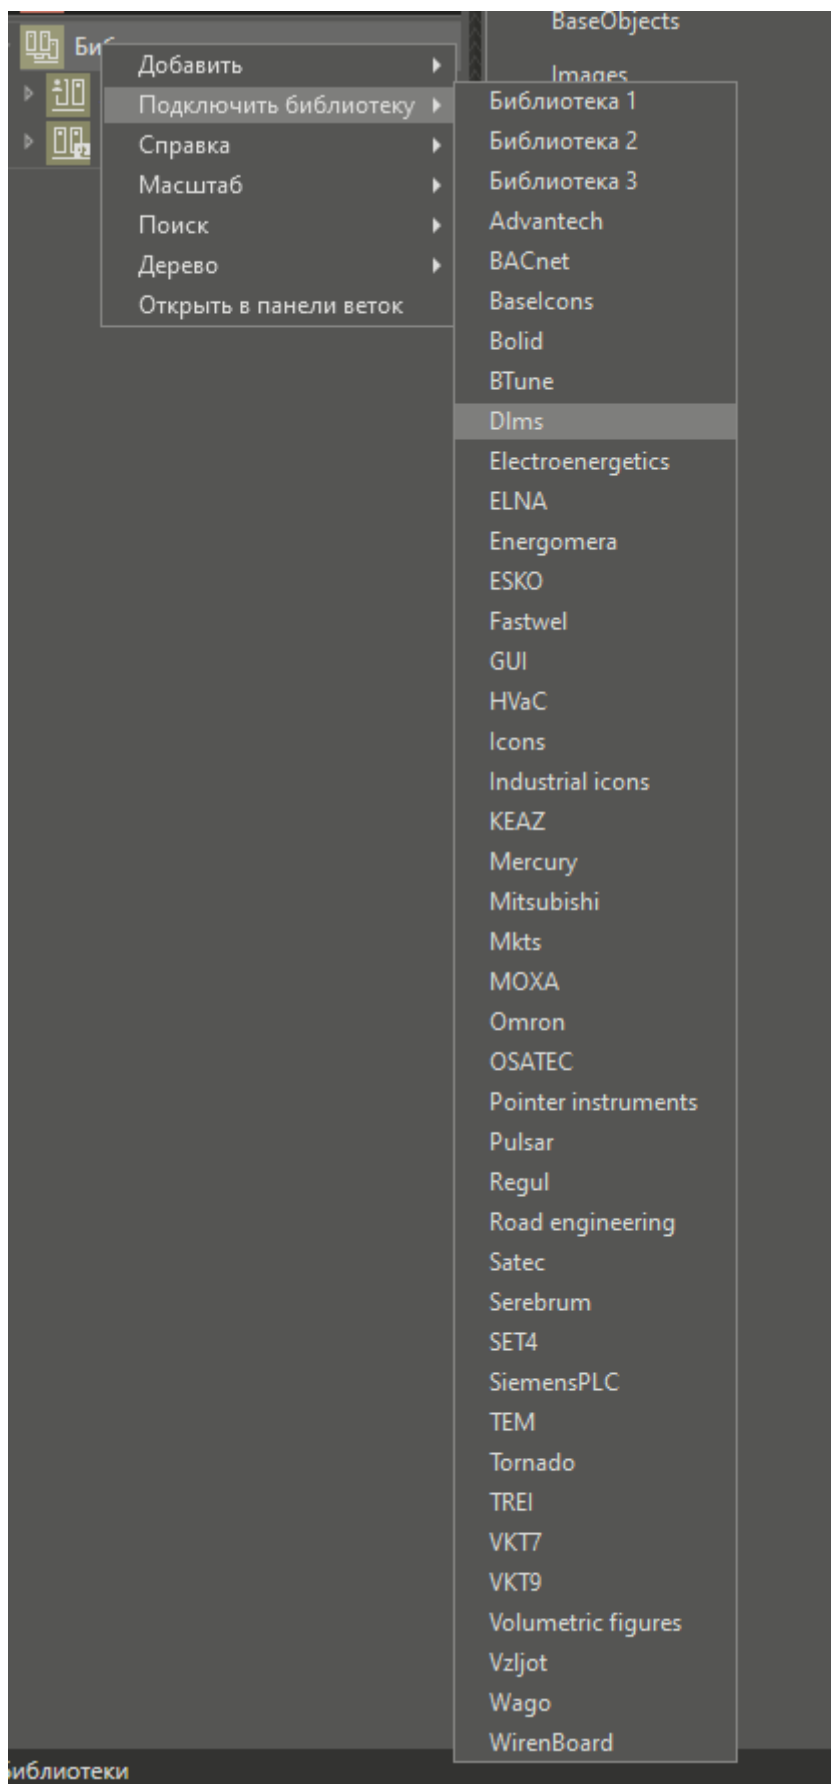 BaseObjects
Images
Добавить
Подключить библиотеку
Справка
Масштаб
Поиск
Дерево
Открыть в панели веток
Библиотека 1
Библиотека 2
Библиотека 3
Advantech
BACnet
BaseIcons
Bolid
BTune
Dlms
Electroenergetics
ELNA
Energomera
ESKO
Fastwel
GUI
HVaC
Icons
Industrial icons
KEAZ
Mercury
Mitsubishi
Mkts
MOXA
Omron
OSATEC
Pointer instruments
Pulsar
Regul
Road engineering
Satec
Serebrum
SET4
SiemensPLC
TEM
Tornado
TREI
VKT7
VKT9
Volumetric figures
Vzljot
Wago
WirenBoard
Библиотеки